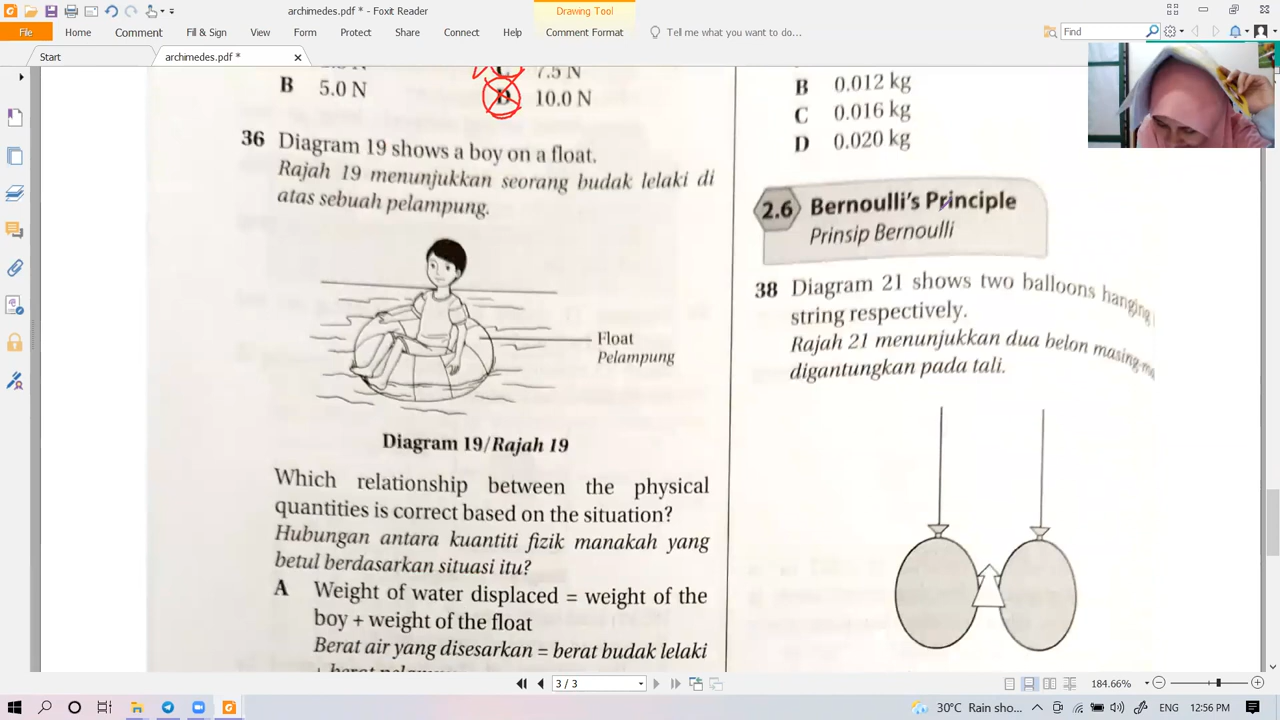 archimedes.pdf * - Foxit Reader
Drawing Tool
File
Home
Comment
Fill & Sign
View
Form
Protect
Share
Connect
Help
Comment Format
Tell me what you want to do...
Find
Start
archimedes.pdf *
B 5.0 N
7.5 N
D 10.0 N
36 Diagram 19 shows a boy on a float.
Rajah 19 menunjukkan seorang budak lelaki di
atas sebuah pelampung.
Float
Pelampung
Diagram 19/Rajah 19
Which relationship between the physical
quantities is correct based on the situation?
Hubungan antara kuantiti fizik manakah yang
betul berdasarkan situasi itu?
A Weight of water displaced = weight of the
boy + weight of the float
Berat air yang disesarkan = berat budak lelaki
B 0.012 kg
C 0.016 kg
D 0.020 kg
2.6 Bernoulli's Principle
Prinsip Bernoulli
38 Diagram 21 shows two balloons hanging
string respectively.
Rajah 21 menunjukkan dua belon masing-ma
digantungkan pada tali.
3 / 3
184.66%
30°C Rain sho...
ENG
12:56 PM